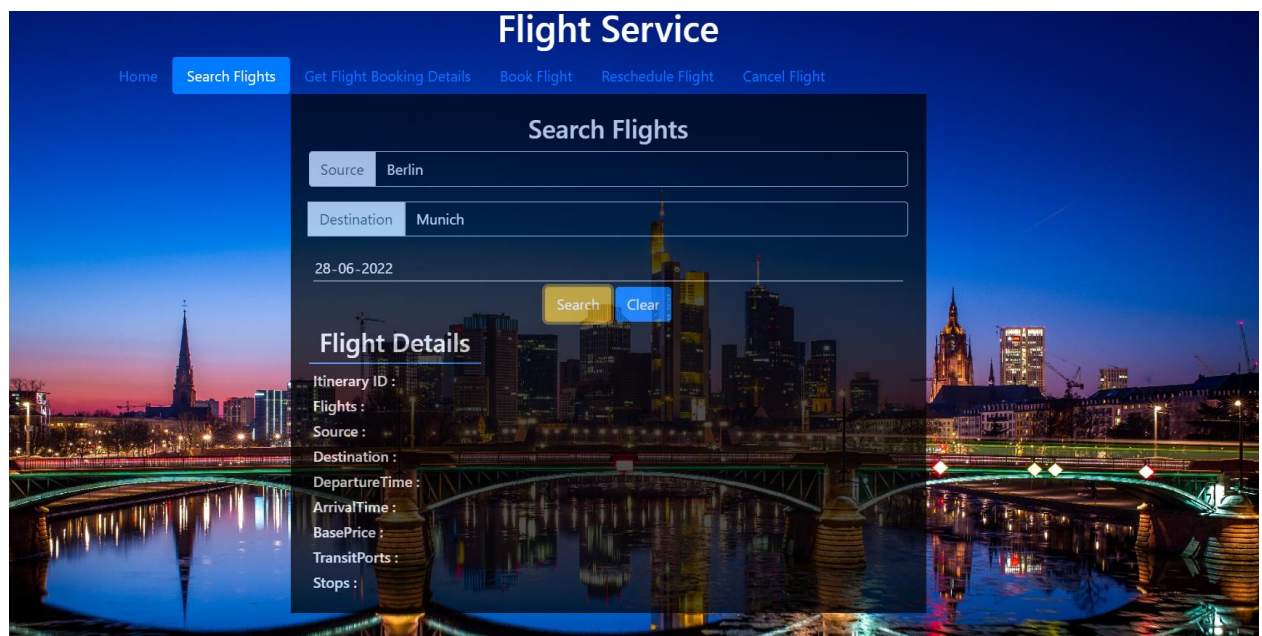 Flight Service
Home Search Flights Get Flight Booking Details Book Flight Reschedule Flight Cancel Flight
Search Flights
Source Berlin
Destination Munich
28-06-2022
Search Clear
Flight Details
Itinerary ID :
Flights :
Source :
Destination :
DepartureTime :
ArrivalTime :
BasePrice :
TransitPorts :
Stops :